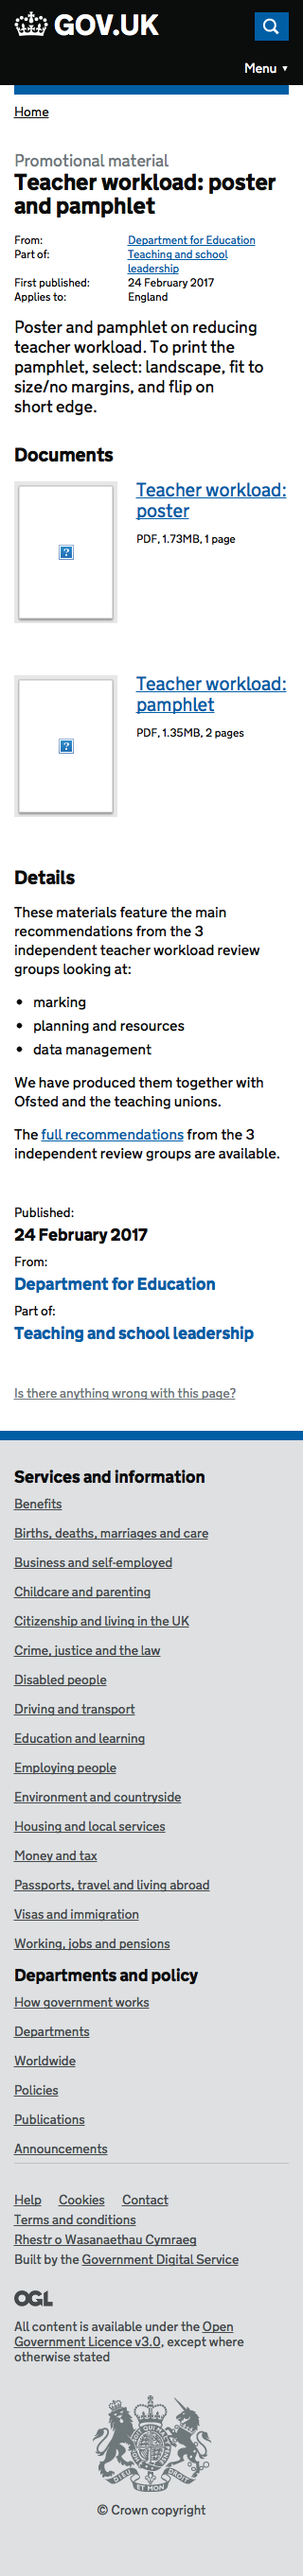 GOV.UK
Menu ▼
Home
Promotional material
Teacher workload: poster
and pamphlet
From: Department for Education
Part of: Teaching and school
leadership
First published: 24 February 2017
Applies to: England
Poster and pamphlet on reducing
teacher workload. To print the
pamphlet, select: landscape, fit to
size/no margins, and flip on
short edge.
Documents
Teacher workload:
poster
PDF, 1.73MB, 1 page
Teacher workload:
pamphlet
PDF, 1.35MB, 2 pages
Details
These materials feature the main
recommendations from the 3
independent teacher workload review
groups looking at:
• marking
• planning and resources
• data management
We have produced them together with
Ofsted and the teaching unions.
The full recommendations from the 3
independent review groups are available.
Published:
24 February 2017
From:
Department for Education
Part of:
Teaching and school leadership
Is there anything wrong with this page?
Services and information
Benefits
Births, deaths, marriages and care
Business and self-employed
Childcare and parenting
Citizenship and living in the UK
Crime, justice and the law
Disabled people
Driving and transport
Education and learning
Employing people
Environment and countryside
Housing and local services
Money and tax
Passports, travel and living abroad
Visas and immigration
Working, jobs and pensions
Departments and policy
How government works
Departments
Worldwide
Policies
Publications
Announcements
Help Cookies Contact
Terms and conditions
Rhestr o Wasanaethau Cymraeg
Built by the Government Digital Service
OGL
All content is available under the Open
Government Licence v3.0, except where
otherwise stated
© Crown copyright